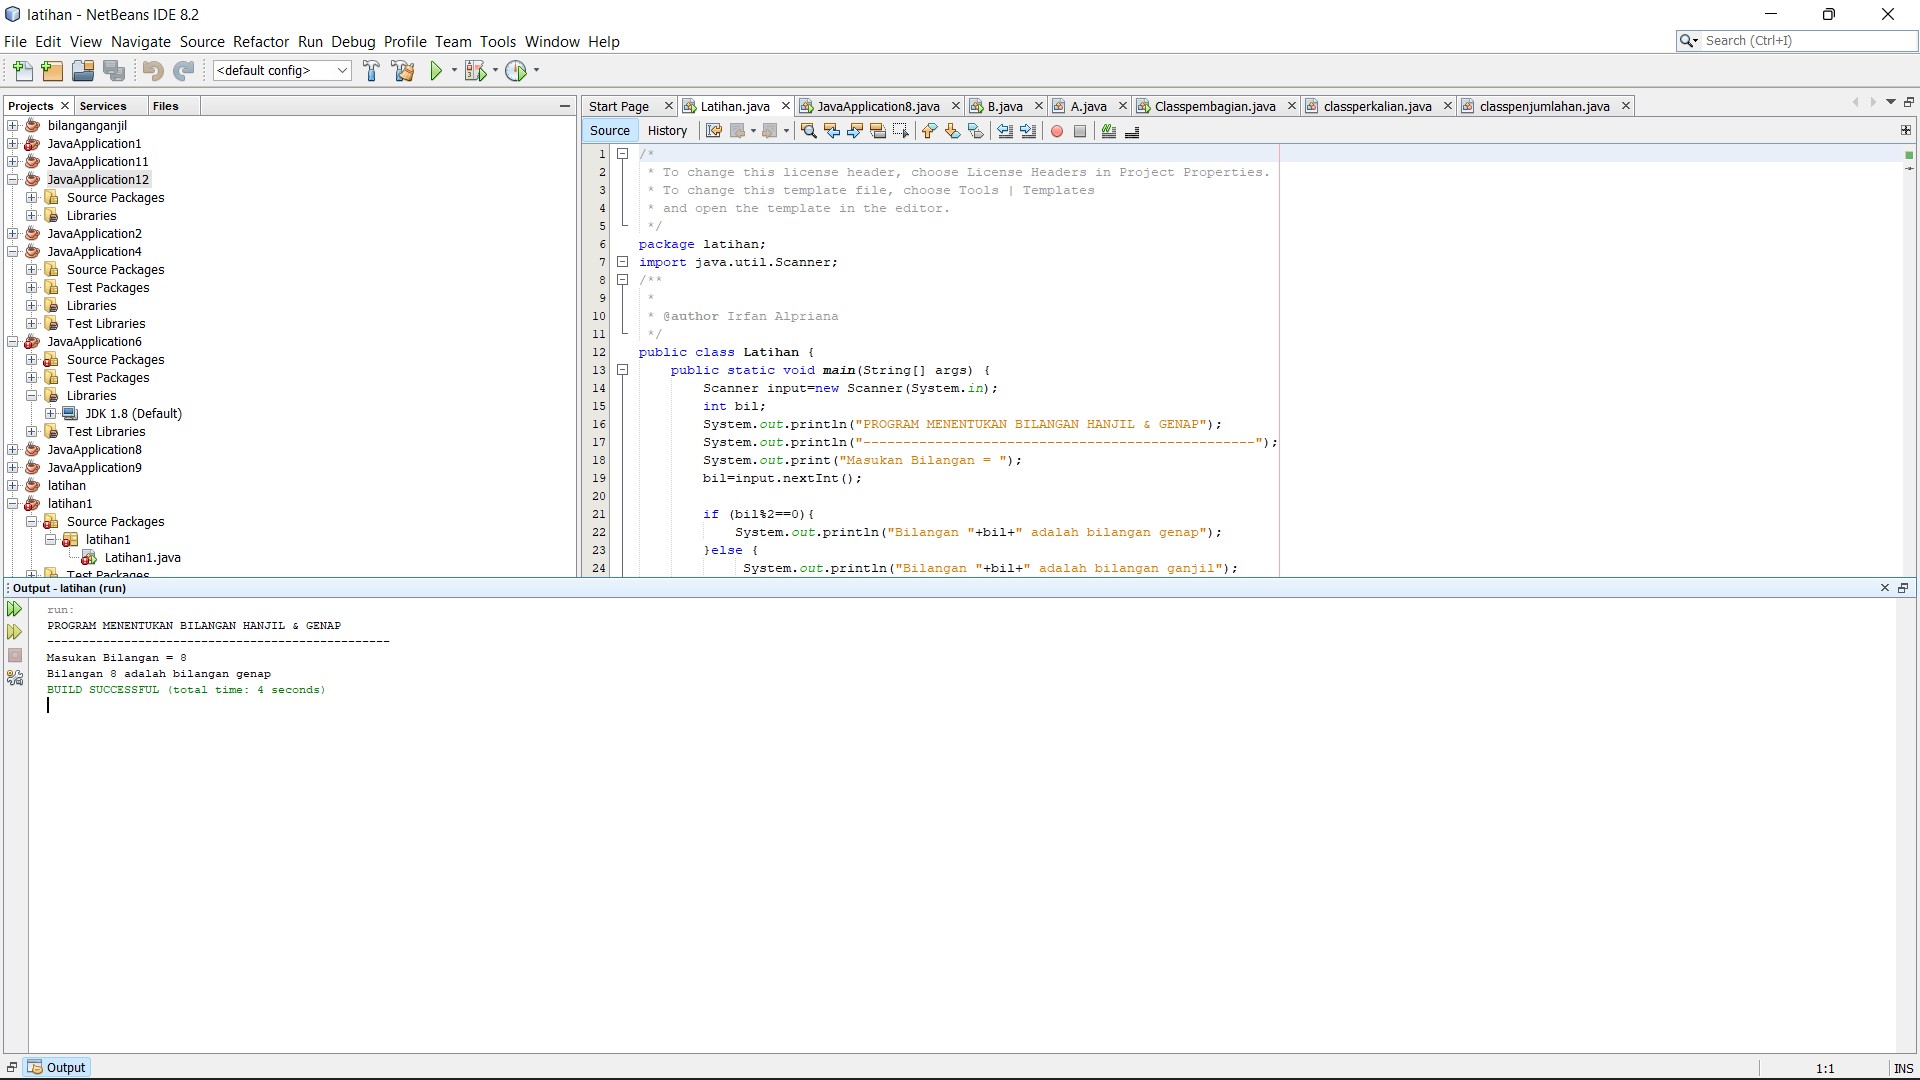 latihan - NetBeans IDE 8.2
File Edit View Navigate Source Refactor Run Debug Profile Team Tools Window Help
Search (Ctrl+I)
<default config>
Projects Services Files
bilanganganjil
JavaApplication1
JavaApplication11
JavaApplication12
Source Packages
Libraries
JavaApplication2
JavaApplication4
Source Packages
Test Packages
Libraries
Test Libraries
JavaApplication6
Source Packages
Test Packages
Libraries
JDK 1.8 (Default)
Test Libraries
JavaApplication8
JavaApplication9
latihan
latihan1
Source Packages
latihan1
Latihan1.java
Test Packages
Start Page Latihan.java JavaApplication8.java B.java A.java Classpembagian.java classperkalian.java classpenjumlahan.java
Source History
1 /*
2 * To change this license header, choose License Headers in Project Properties.
3 * To change this template file, choose Tools | Templates
4 * and open the template in the editor.
5 */
6 package latihan;
7 import java.util.Scanner;
8 /**
9 *
10 * @author Irfan Alpriana
11 */
12 public class Latihan {
13 public static void main(String[] args) {
14 Scanner input=new Scanner(System.in);
15 int bil;
16 System.out.println("PROGRAM MENENTUKAN BILANGAN HANJIL & GENAP");
17 System.out.println("-------------------------------------------------");
18 System.out.print("Masukan Bilangan = ");
19 bil=input.nextInt();
20
21 if (bil%2==0){
22 System.out.println("Bilangan "+bil+" adalah bilangan genap");
23 }else {
24 System.out.println("Bilangan "+bil+" adalah bilangan ganjil");
Output - latihan (run)
run:
PROGRAM MENENTUKAN BILANGAN HANJIL & GENAP
-------------------------------------------------
Masukan Bilangan = 8
Bilangan 8 adalah bilangan genap
BUILD SUCCESSFUL (total time: 4 seconds)
Output
1:1 INS